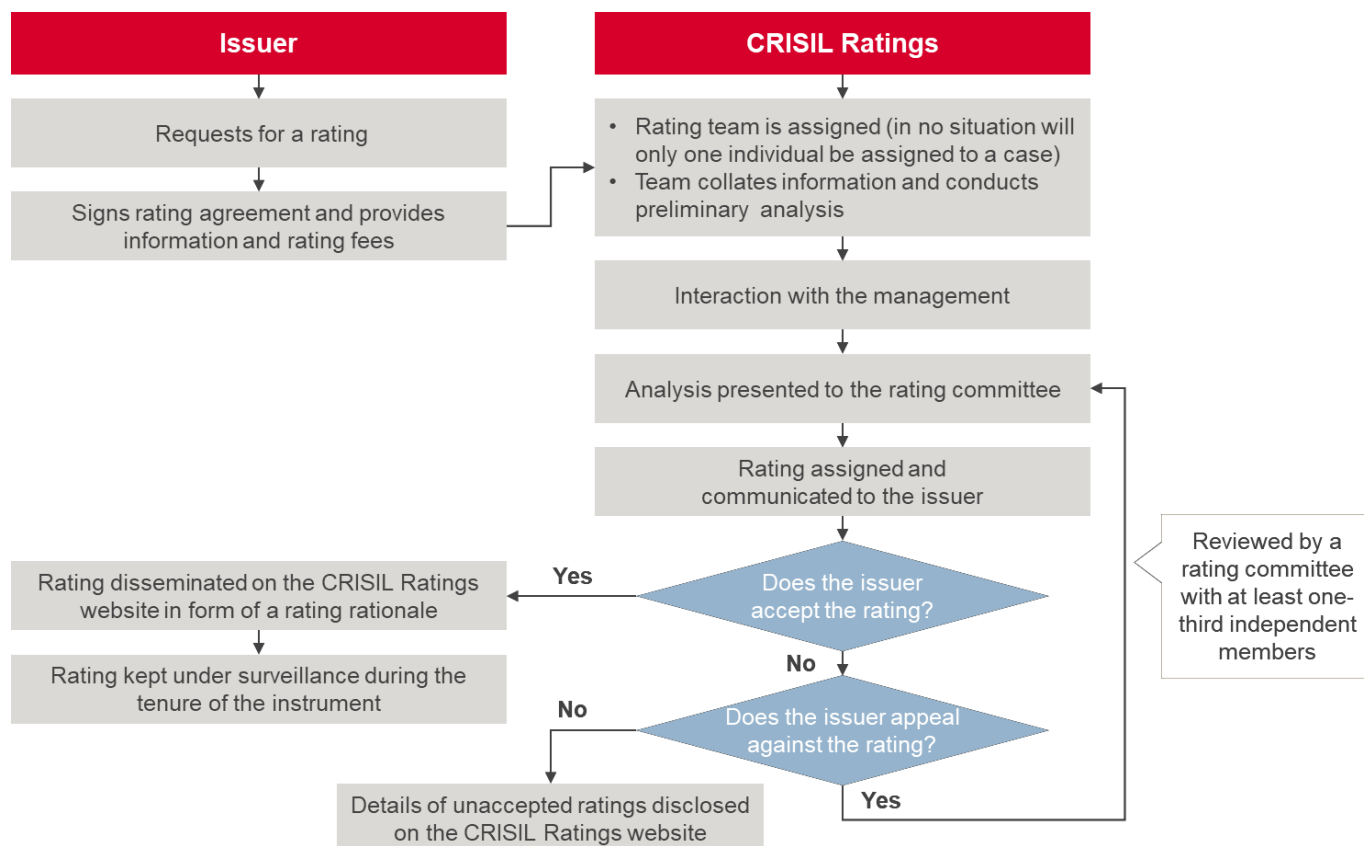 Issuer
CRISIL Ratings
Requests for a rating
Signs rating agreement and provides
information and rating fees
• Rating team is assigned (in no situation will
only one individual be assigned to a case)
• Team collates information and conducts
preliminary analysis
Interaction with the management
Analysis presented to the rating committee
Rating assigned and
communicated to the issuer
Does the issuer
accept the rating?
Yes
Rating disseminated on the CRISIL Ratings
website in form of a rating rationale
Rating kept under surveillance during the
tenure of the instrument
No
Does the issuer appeal
against the rating?
No
Details of unaccepted ratings disclosed
on the CRISIL Ratings website
Yes
Reviewed by a
rating committee
with at least one-
third independent
members